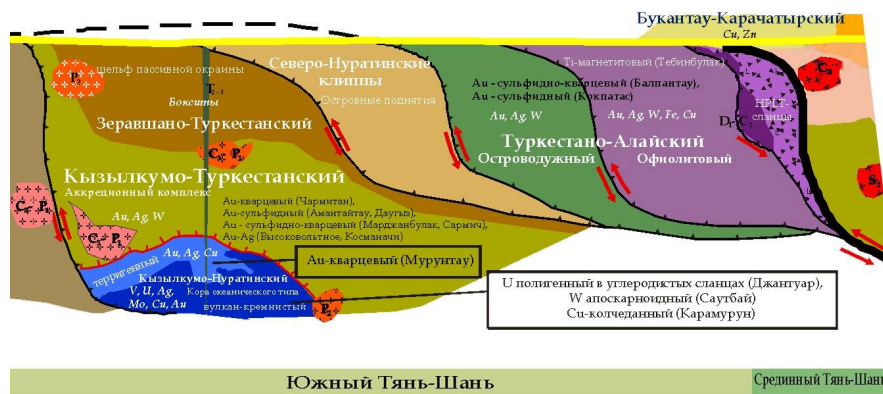 Букантау-Карачатырский
Cu, Zn
P₂
шельф пассивной окраины
Северо-Нуратинские
клиппы
Островные поднятия
Ti-магнетитовый (Тебинбулак)
Бокситы
Зеравшано-Туркестанский
Au - сульфидно-кварцевый (Балпантау),
Au - сульфидный (Кокпатас)
Au, Ag, W
Au, Ag, W, Fe, Cu
HPLT-
сланцы
Туркестано-Алайский
Островодужный
Офиолитовый
Кызылкумо-Туркестанский
Аккреционный комплекс
Au, Ag, W
Au-кварцевый (Чармитан),
Au-сульфидный (Амантайтау, Даугыз),
Au - сульфидно-кварцевый (Марджанбулак, Сармич),
Au-Ag (Высоковольтное, Космaначи)
Au, Ag, Cu
терригенный
Au-кварцевый (Мурунтау)
Кызылкумо-Нуратинский
V, U, Ag,
Mo, Cu, Au
Кора океанического типа
вулкан-кремнистый
P₂
U полигенный в углеродистых сланцах (Джантуар),
W апоскарноидный (Саутбай)
Cu-колчеданный (Карамурун)
Южный Тянь-Шань
Срединный Тянь-Шань